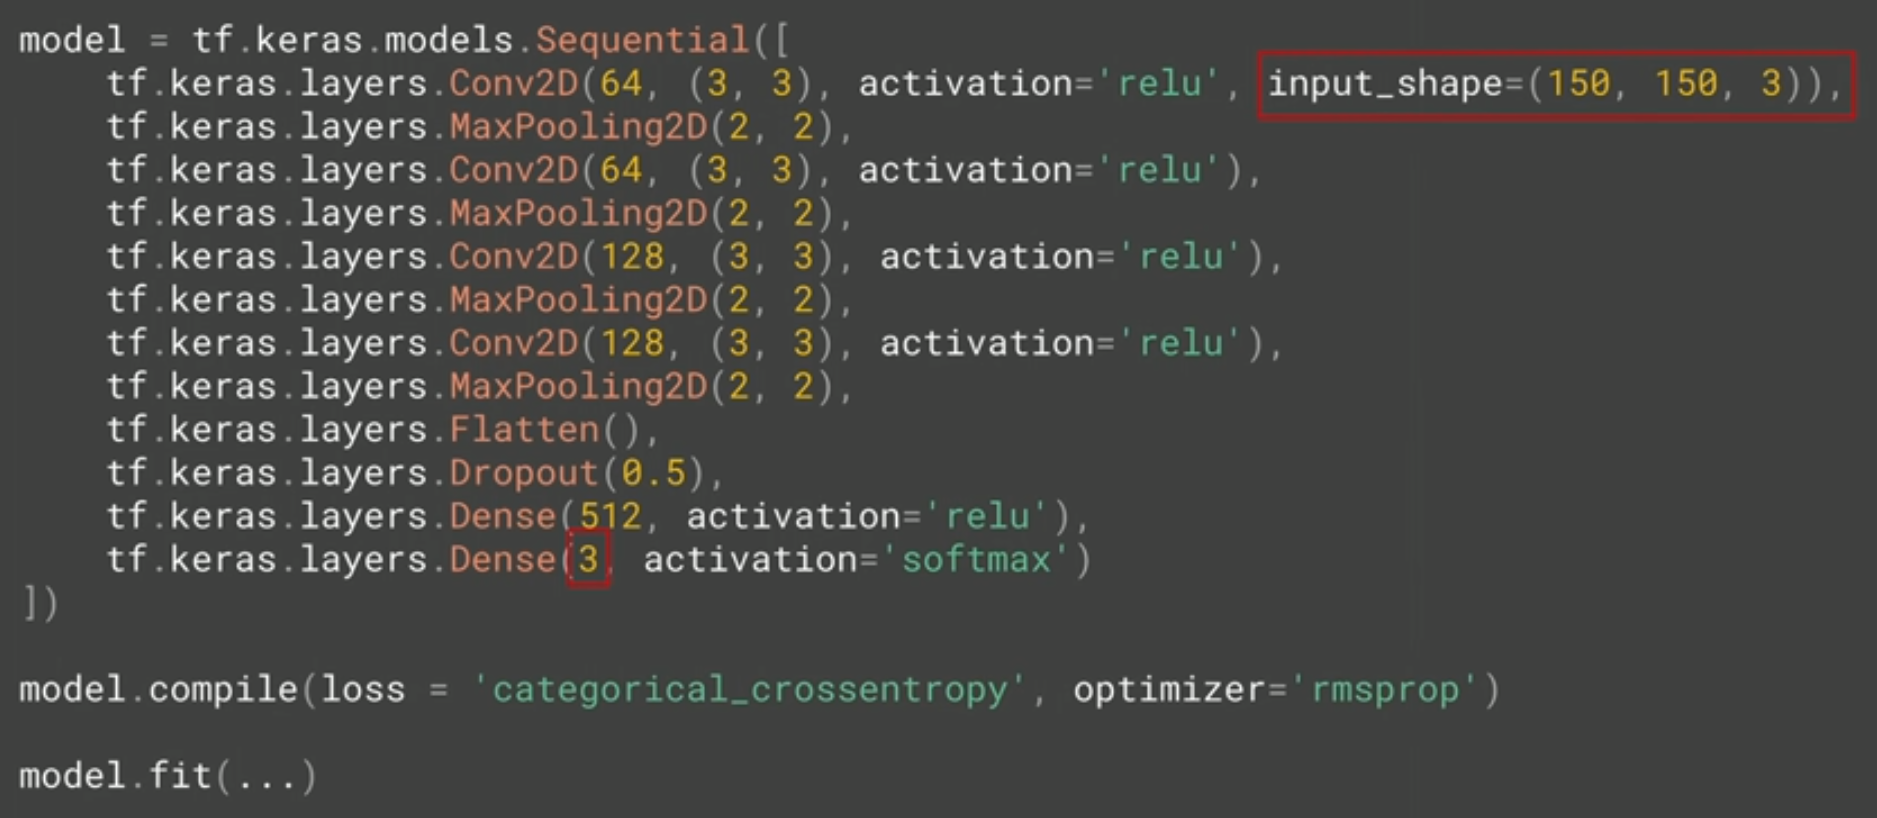 model = tf.keras.models.Sequential([
    tf.keras.layers.Conv2D(64, (3, 3), activation='relu', input_shape=(150, 150, 3)),
    tf.keras.layers.MaxPooling2D(2, 2),
    tf.keras.layers.Conv2D(64, (3, 3), activation='relu'),
    tf.keras.layers.MaxPooling2D(2, 2),
    tf.keras.layers.Conv2D(128, (3, 3), activation='relu'),
    tf.keras.layers.MaxPooling2D(2, 2),
    tf.keras.layers.Conv2D(128, (3, 3), activation='relu'),
    tf.keras.layers.MaxPooling2D(2, 2),
    tf.keras.layers.Flatten(),
    tf.keras.layers.Dropout(0.5),
    tf.keras.layers.Dense(512, activation='relu'),
    tf.keras.layers.Dense(3, activation='softmax')
])
model.compile(loss = 'categorical_crossentropy', optimizer='rmsprop')
model.fit(...)